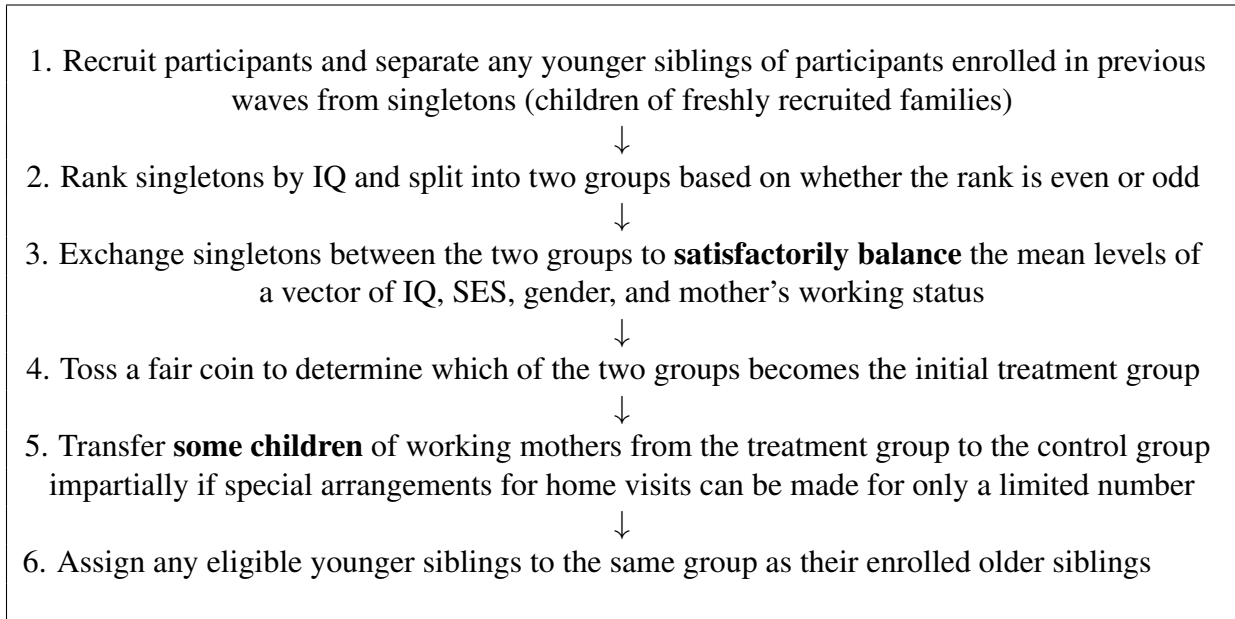 1. Recruit participants and separate any younger siblings of participants enrolled in previous
waves from singletons (children of freshly recruited families)
↓
2. Rank singletons by IQ and split into two groups based on whether the rank is even or odd
↓
3. Exchange singletons between the two groups to satisfactorily balance the mean levels of
a vector of IQ, SES, gender, and mother's working status
↓
4. Toss a fair coin to determine which of the two groups becomes the initial treatment group
↓
5. Transfer some children of working mothers from the treatment group to the control group
impartially if special arrangements for home visits can be made for only a limited number
↓
6. Assign any eligible younger siblings to the same group as their enrolled older siblings